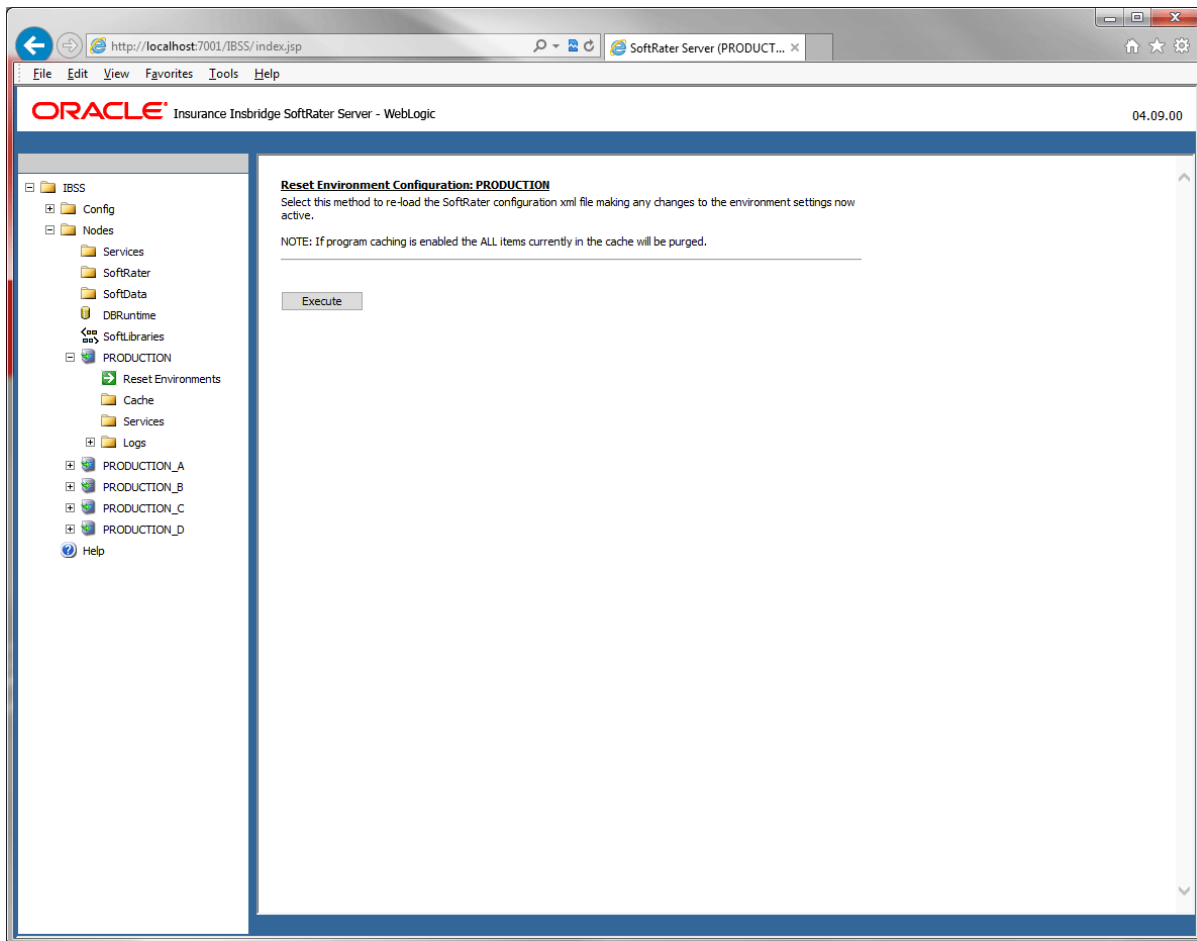 http://localhost:7001/IBSS/index.jsp
SoftRater Server (PRODUCT...
File Edit View Favorites Tools Help
ORACLE Insurance Insbridge SoftRater Server - WebLogic
04.09.00
IBSS
Config
Nodes
Services
SoftRater
SoftData
DBRuntime
SoftLibraries
PRODUCTION
Reset Environments
Cache
Services
Logs
PRODUCTION_A
PRODUCTION_B
PRODUCTION_C
PRODUCTION_D
Help
Reset Environment Configuration: PRODUCTION
Select this method to re-load the SoftRater configuration xml file making any changes to the environment settings now
active.
NOTE: If program caching is enabled the ALL items currently in the cache will be purged.
Execute